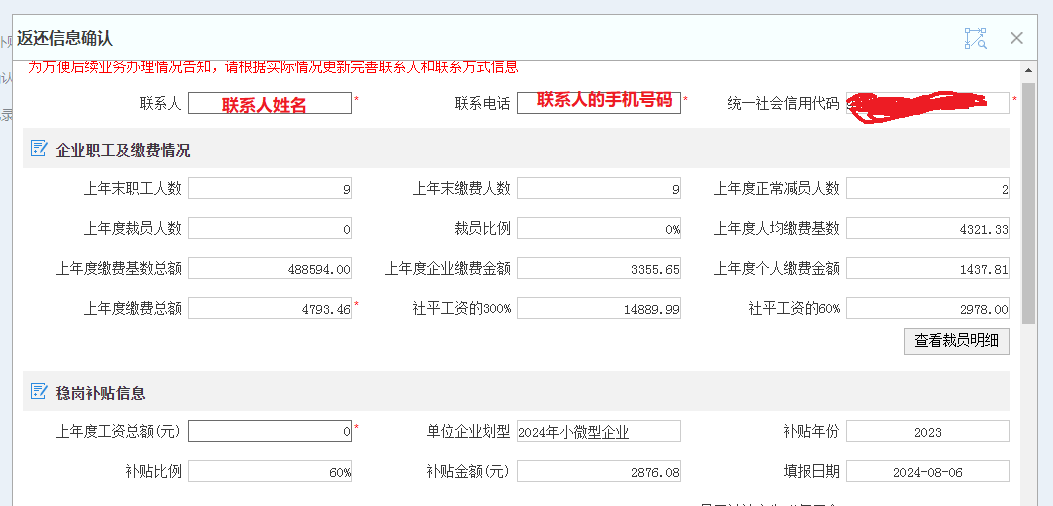 返还信息确认
为方便后续业务办理情况告知，请根据实际情况更新完善联系人和联系方式信息
联系人 联系人姓名 * 联系电话 联系人的手机号码 * 统一社会信用代码 *
企业职工及缴费情况
上年末职工人数 9 上年末缴费人数 9 上年度正常减员人数 2
上年度裁员人数 0 裁员比例 0% 上年度人均缴费基数 4321.33
上年度缴费基数总额 488594.00 上年度企业缴费金额 3355.65 上年度个人缴费金额 1437.81
上年度缴费总额 4793.46 * 社平工资的300% 14889.99 社平工资的60% 2978.00
查看裁员明细
稳岗补贴信息
上年度工资总额(元) 0 * 单位企业划型 2024年小微型企业 补贴年份 2023
补贴比例 60% 补贴金额(元) 2876.08 填报日期 2024-08-06